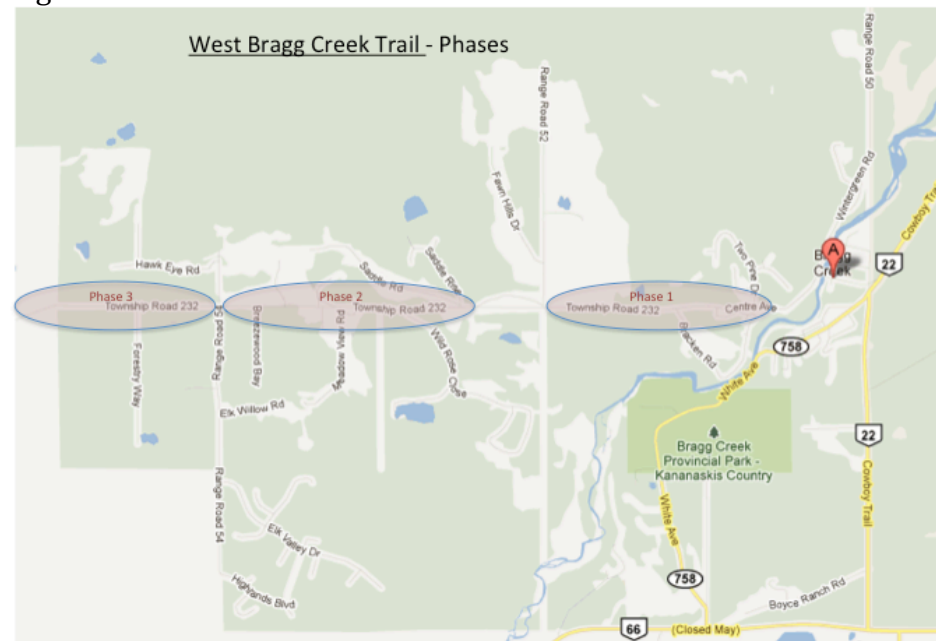 West Bragg Creek Trail - Phases
Range Road 50
Range Road 52
Wintergreen Rd
Fawn Hills Dr
Cowboy Trail
Two Pine Dr
A
Bragg
Creek
22
Hawk Eye Rd
Saddle Rd
Phase 3
Township Road 232
Phase 2
Township Road 232
Phase 1
Township Road 232
Centre Ave
Bracken Rd
758
White Ave
Range Road 54
Breezewood Bay
Meadow View Rd
Wild Rose Close
Forestry Way
Elk Willow Rd
22
Bragg Creek
Provincial Park -
Kananaskis Country
Range Road 54
White Ave
Cowboy Trail
Elk Valley Dr
Highlands Blvd
758
Boyce Ranch Rd
66
(Closed May)